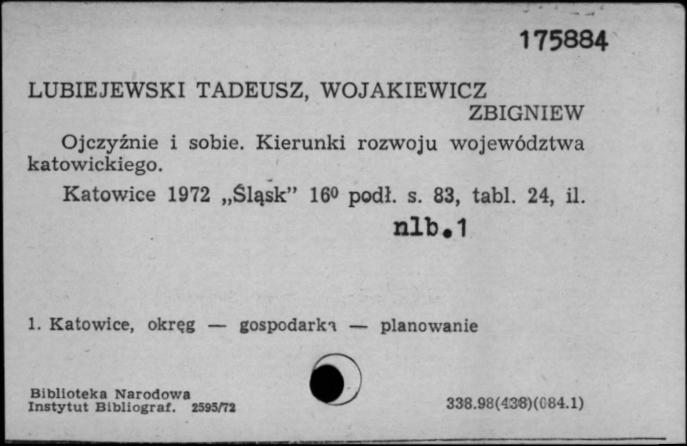 175884
LUBIEJEWSKI TADEUSZ, WOJAKIEWICZ
ZBIGNIEW
Ojczyźnie i sobie. Kierunki rozwoju województwa
katowickiego.
Katowice 1972 „Śląsk” 16⁰ podł. s. 83, tabl. 24, il.
nlb.1
1. Katowice, okręg — gospodarka — planowanie
Biblioteka Narodowa
Instytut Bibliograf. 2595/72
338.98(438)(084.1)